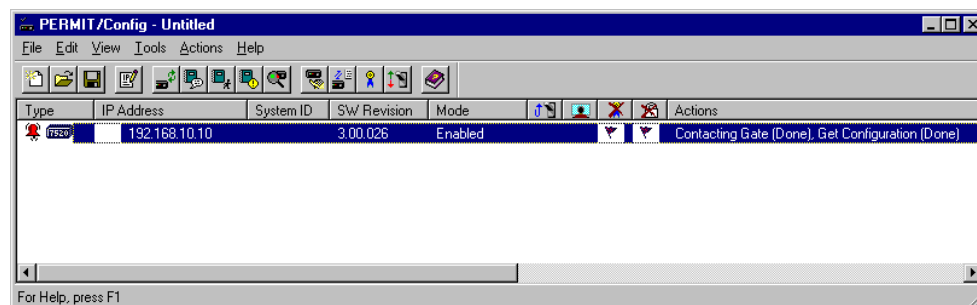 PERMIT/Config - Untitled
File Edit View Tools Actions Help
Type IP Address System ID SW Revision Mode Actions
7520 192.168.10.10 3.00.026 Enabled Contacting Gate (Done), Get Configuration (Done)
For Help, press F1